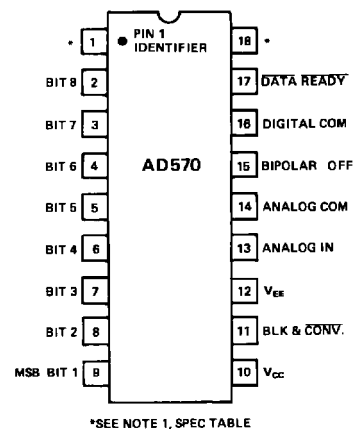 * 1 PIN 1 18 *
IDENTIFIER
BIT 8 2 17 DATA READY
BIT 7 3 16 DIGITAL COM
BIT 6 4 AD570 15 BIPOLAR OFF
BIT 5 5 14 ANALOG COM
BIT 4 6 13 ANALOG IN
BIT 3 7 12 VEE
BIT 2 8 11 BLK & CONV.
MSB BIT 1 9 10 VCC
*SEE NOTE 1, SPEC TABLE